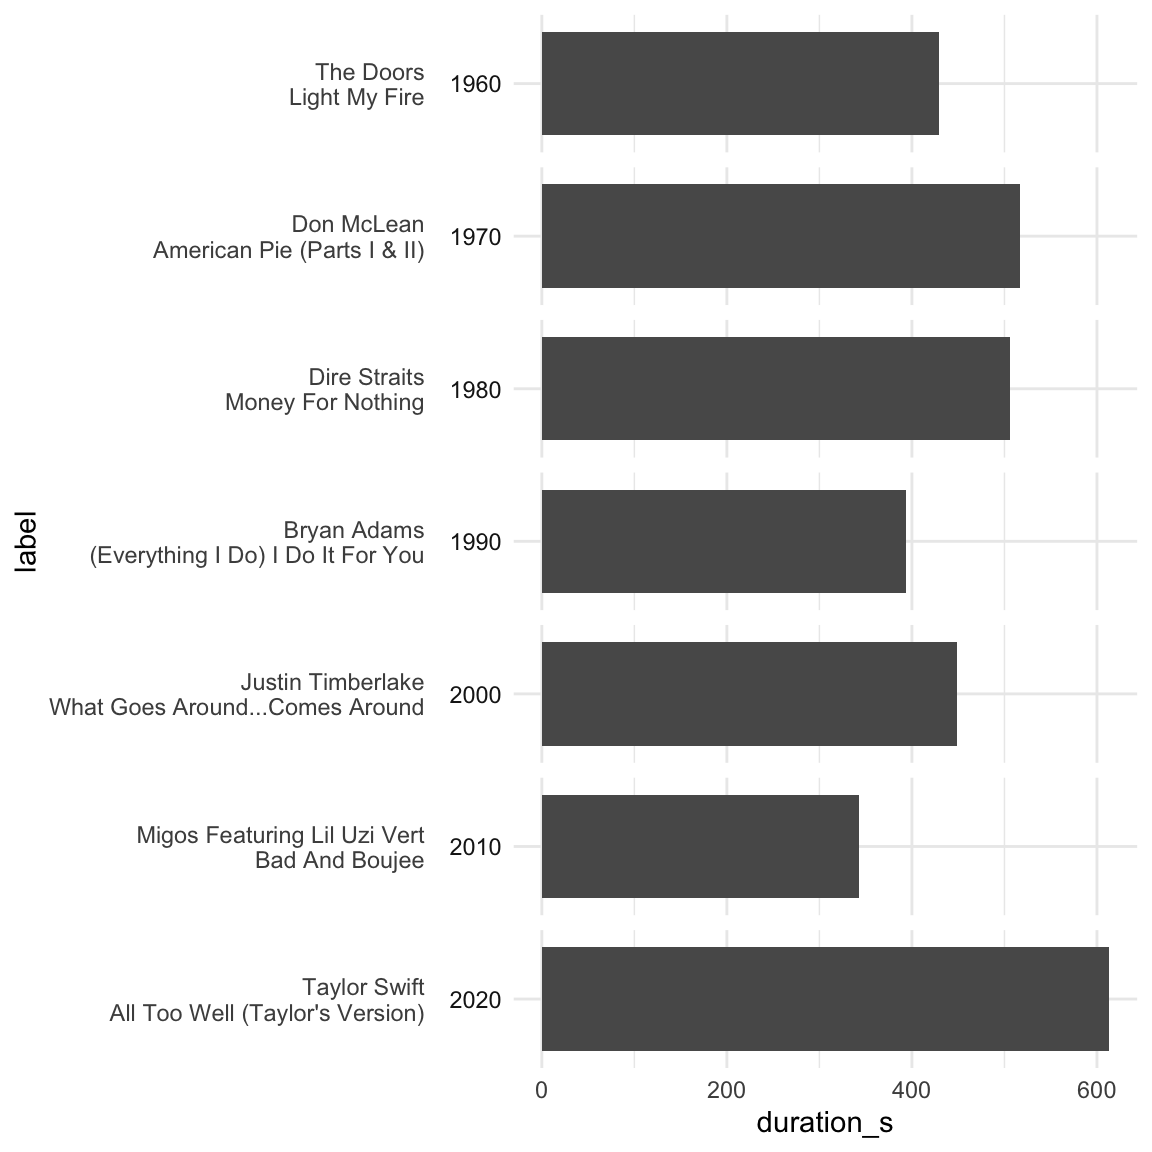 The Doors
Light My Fire
1960
Don McLean
American Pie (Parts I & II)
1970
Dire Straits
Money For Nothing
1980
label
Bryan Adams
(Everything I Do) I Do It For You
1990
Justin Timberlake
What Goes Around...Comes Around
2000
Migos Featuring Lil Uzi Vert
Bad And Boujee
2010
Taylor Swift
All Too Well (Taylor's Version)
2020
0 200 400 600
duration_s